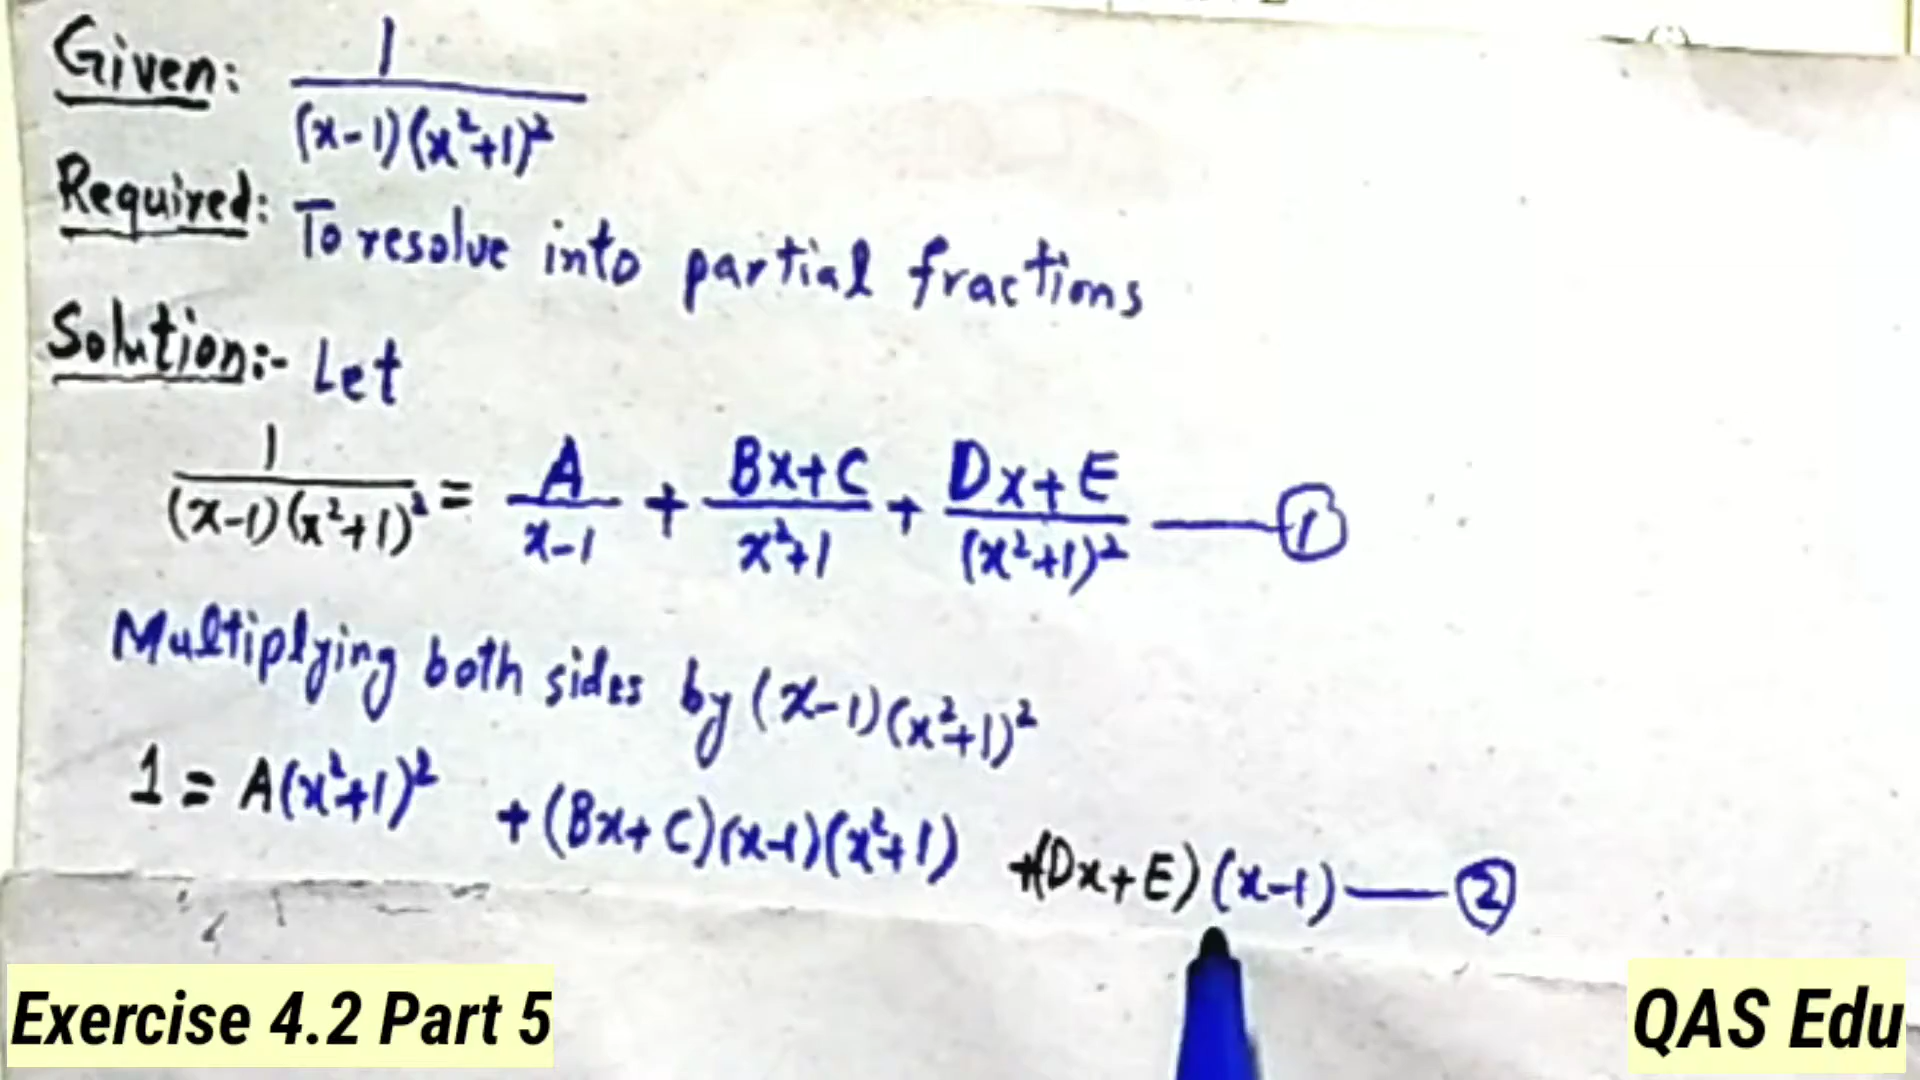 Given: 1/(x-1)(x²+1)²
Required: To resolve into partial fractions
Solution:- Let
1/(x-1)(x²+1)² = A/x-1 + Bx+C/x²+1 + Dx+E/(x²+1)² —— ①
Multiplying both sides by (x-1)(x²+1)²
1 = A(x²+1)² + (Bx+C)(x-1)(x²+1) +(Dx+E)(x-1) —— ②
Exercise 4.2 Part 5
QAS Edu